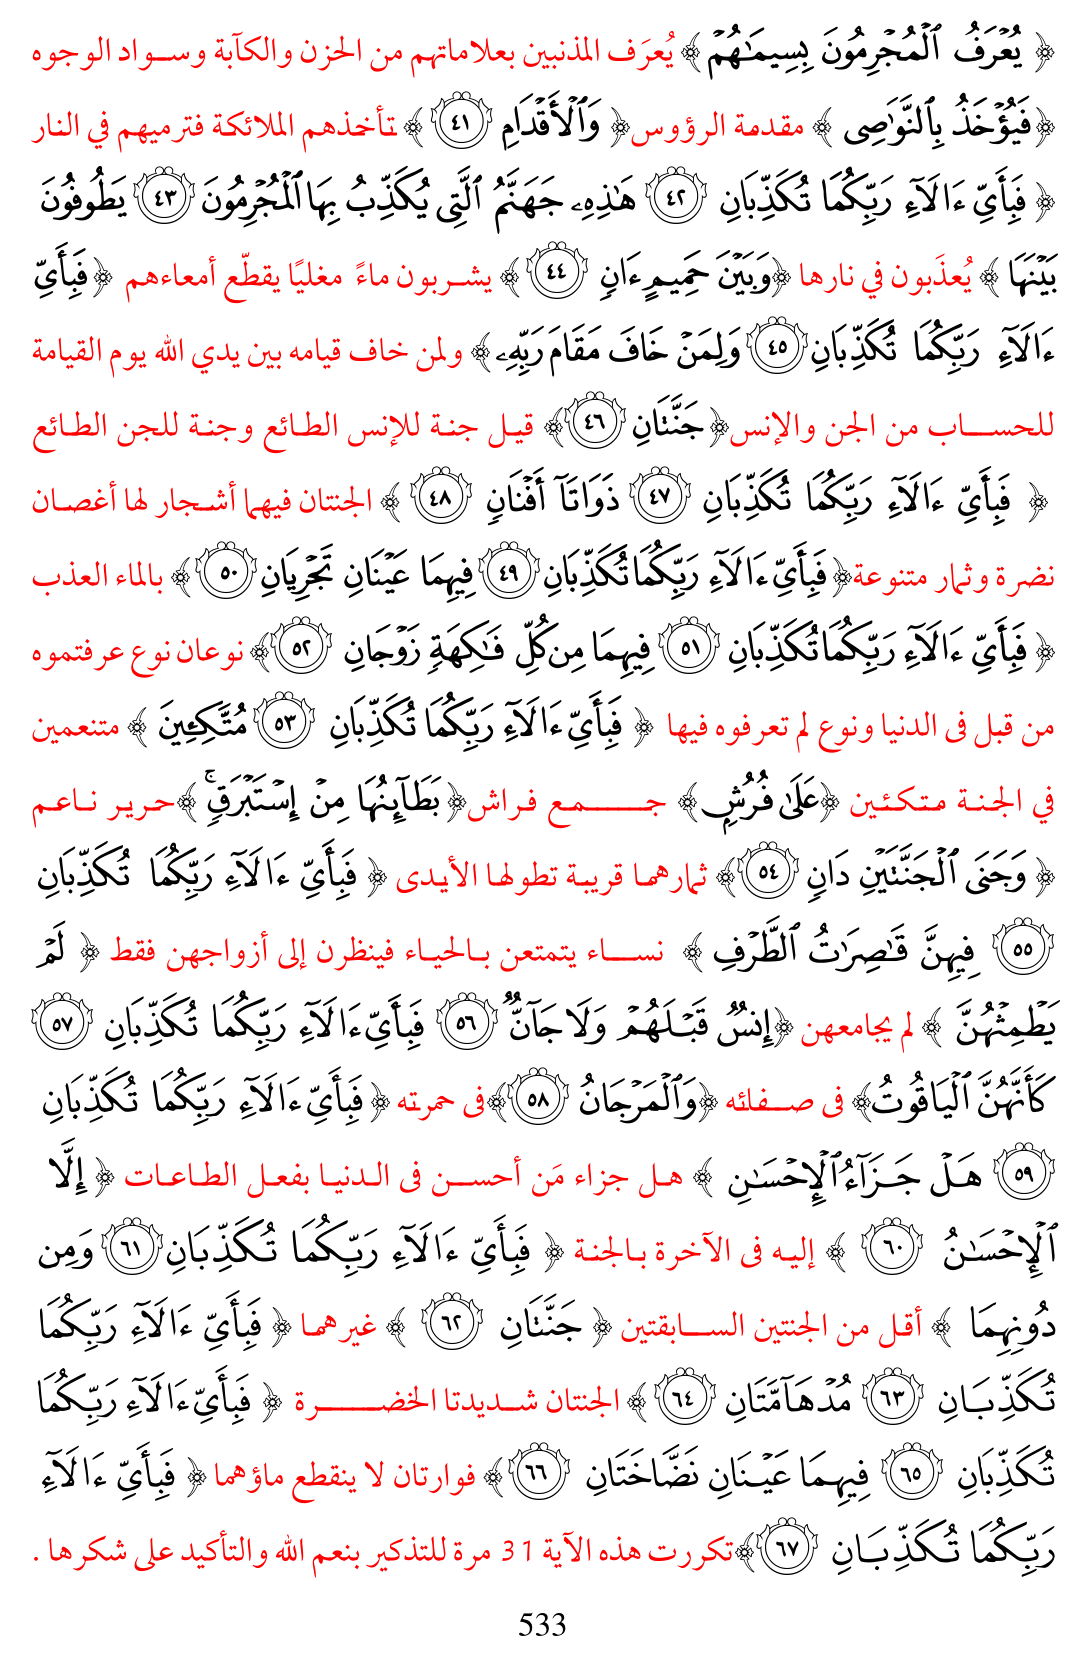 ﴿ يُعْرَفُ ٱلْمُجْرِمُونَ بِسِيمَٰهُمْ ﴾ يُعرَف المذنبين بعلاماتهم من الحزن والكآبة وسواد الوجوه
﴿فَيُؤْخَذُ بِٱلنَّوَٰصِى ﴾ مقدمة الرؤوس﴿ وَٱلْأَقْدَامِ ٤١ ﴾ تأخذهم الملائكة فترميهم في النار
﴿ فَبِأَيِّ ءَالَآءِ رَبِّكُمَا تُكَذِّبَانِ ٤٢ هَٰذِهِۦ جَهَنَّمُ ٱلَّتِى يُكَذِّبُ بِهَا ٱلْمُجْرِمُونَ ٤٣ يَطُوفُونَ
بَيْنَهَا ﴾ يُعذَبون في نارها ﴿وَبَيْنَ حَمِيمٍ ءَانٍ ٤٤ ﴾ يشربون ماءً مغليًا يقطّع أمعاءهم ﴿ فَبِأَيِّ
ءَالَآءِ رَبِّكُمَا تُكَذِّبَانِ ٤٥ وَلِمَنْ خَافَ مَقَامَ رَبِّهِۦ ﴾ ولمن خاف قيامه بين يدي الله يوم القيامة
للحساب من الجن والإنس﴿ جَنَّتَانِ ٤٦ ﴾ قيل جنة للإنس الطائع وجنة للجن الطائع
﴿ فَبِأَيِّ ءَالَآءِ رَبِّكُمَا تُكَذِّبَانِ ٤٧ ذَوَاتَآ أَفْنَانٍ ٤٨ ﴾ الجنتان فيهما أشجار لها أغصان
نضرة وثمار متنوعة﴿ فَبِأَيِّ ءَالَآءِ رَبِّكُمَا تُكَذِّبَانِ ٤٩ فِيهِمَا عَيْنَانِ تَجْرِيَانِ ٥٠ ﴾ بالماء العذب
﴿ فَبِأَيِّ ءَالَآءِ رَبِّكُمَا تُكَذِّبَانِ ٥١ فِيهِمَا مِن كُلِّ فَٰكِهَةٍ زَوْجَانِ ٥٢ ﴾ نوعان نوع عرفتموه
من قبل فى الدنيا ونوع لم تعرفوه فيها ﴿ فَبِأَيِّ ءَالَآءِ رَبِّكُمَا تُكَذِّبَانِ ٥٣ مُتَّكِـِٔينَ ﴾ متنعمين
في الجنة متكئين ﴿عَلَىٰ فُرُشٍۭ﴾ جمع فراش﴿ بَطَآئِنُهَا مِنْ إِسْتَبْرَقٍۚ ﴾حرير ناعم
﴿ وَجَنَى ٱلْجَنَّتَيْنِ دَانٍ ٥٤ ﴾ ثمارهما قريبة تطولها الأيدى ﴿ فَبِأَيِّ ءَالَآءِ رَبِّكُمَا تُكَذِّبَانِ
٥٥ فِيهِنَّ قَٰصِرَٰتُ ٱلطَّرْفِ ﴾ نساء يتمتعن بالحياء فينظرن إلى أزواجهن فقط ﴿ لَمْ
يَطْمِثْهُنَّ ﴾ لم يجامعهن ﴿إِنسٌ قَبْلَهُمْ وَلَا جَآنٌّ ٥٦ فَبِأَيِّ ءَالَآءِ رَبِّكُمَا تُكَذِّبَانِ ٥٧
كَأَنَّهُنَّ ٱلْيَاقُوتُ﴾ فى صفائه ﴿وَٱلْمَرْجَانُ ٥٨ ﴾فى حمرته ﴿ فَبِأَيِّ ءَالَآءِ رَبِّكُمَا تُكَذِّبَانِ
٥٩ هَلْ جَزَآءُ ٱلْإِحْسَٰنِ ﴾ هل جزاء مَن أحسن فى الدنيا بفعل الطاعات ﴿ إِلَّا
ٱلْإِحْسَٰنُ ٦٠ ﴾ إليه فى الآخرة بالجنة ﴿ فَبِأَيِّ ءَالَآءِ رَبِّكُمَا تُكَذِّبَانِ ٦١ وَمِن
دُونِهِمَا ﴾ أقل من الجنتين السابقتين ﴿ جَنَّتَانِ ٦٢ ﴾ غيرهما ﴿ فَبِأَيِّ ءَالَآءِ رَبِّكُمَا
تُكَذِّبَانِ ٦٣ مُدْهَآمَّتَانِ ٦٤ ﴾ الجنتان شديدتا الخضرة ﴿ فَبِأَيِّ ءَالَآءِ رَبِّكُمَا
تُكَذِّبَانِ ٦٥ فِيهِمَا عَيْنَانِ نَضَّاخَتَانِ ٦٦ ﴾ فوارتان لا ينقطع ماؤهما ﴿ فَبِأَيِّ ءَالَآءِ
رَبِّكُمَا تُكَذِّبَانِ ٦٧ ﴾تكررت هذه الآية 31 مرة للتذكير بنعم الله والتأكيد على شكرها .
533